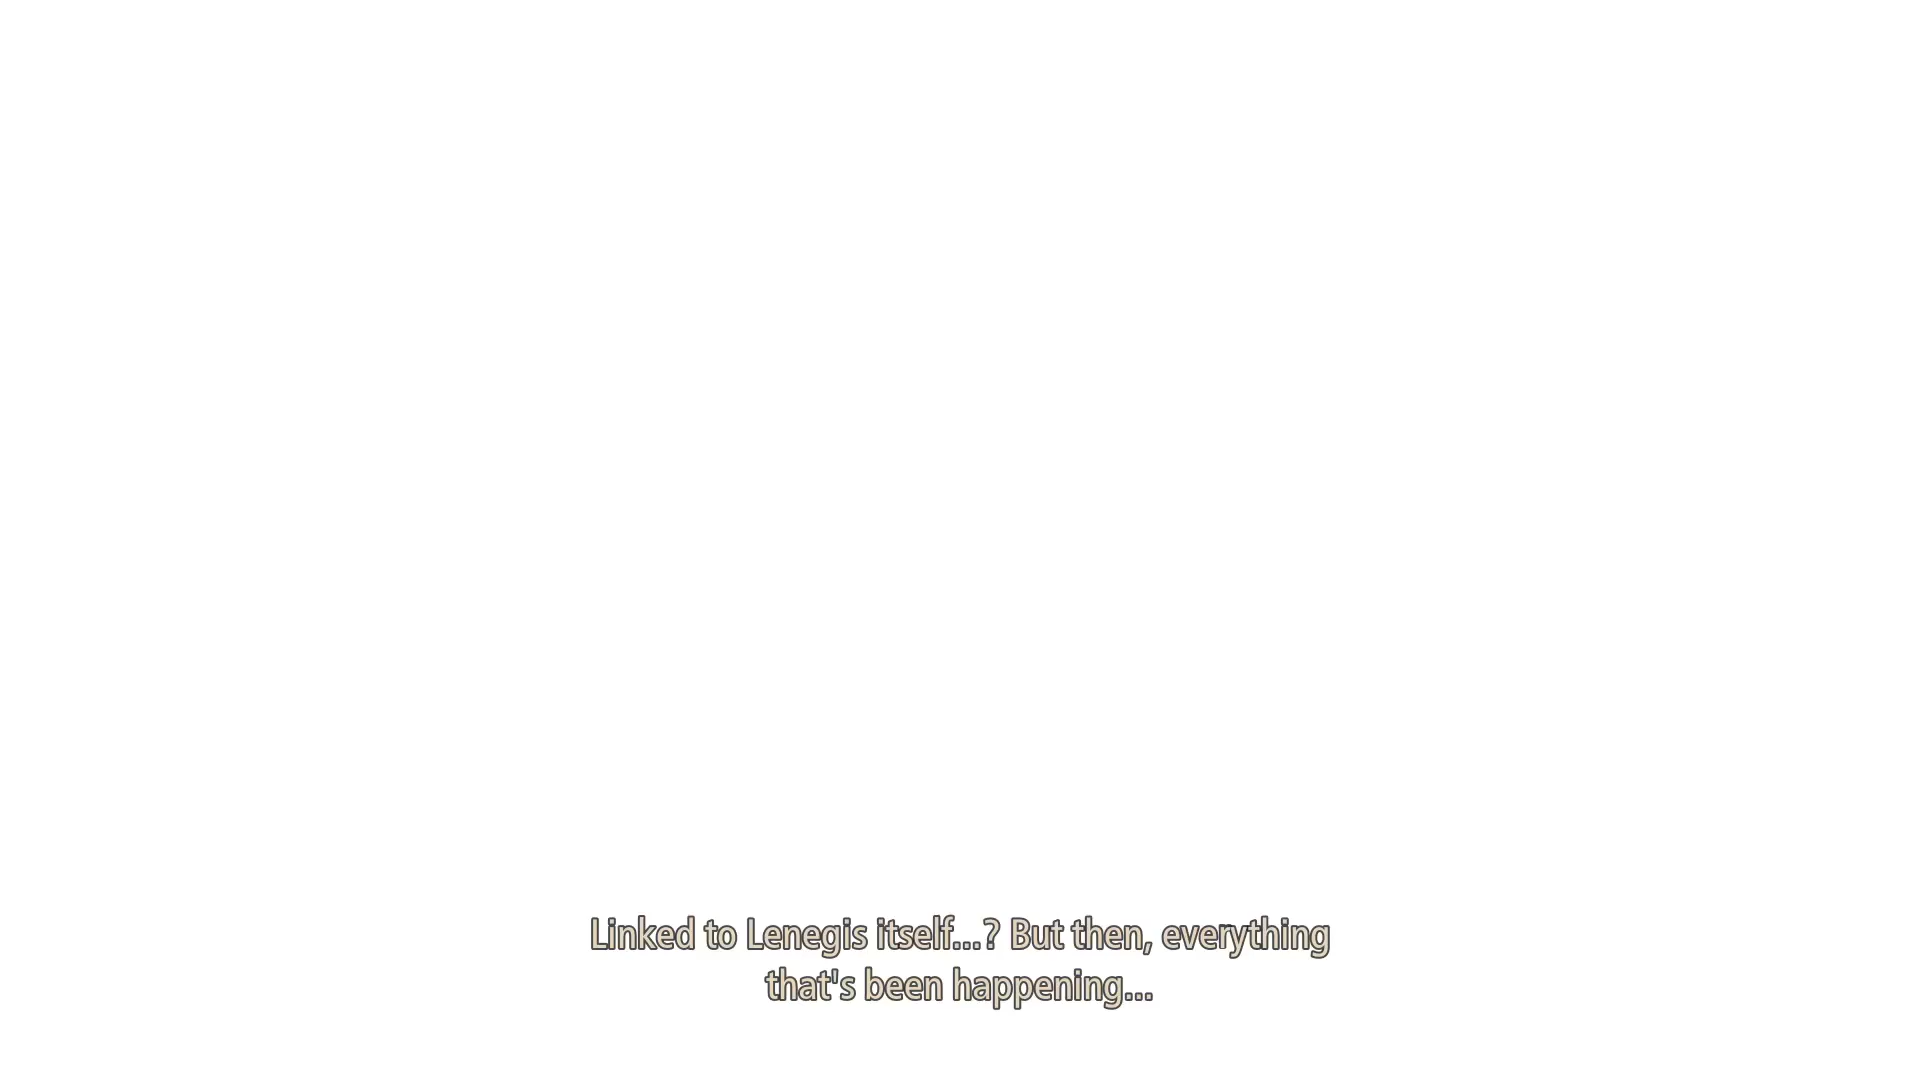 Linked to Lenegis itself...? But then, everything
that's been happening...